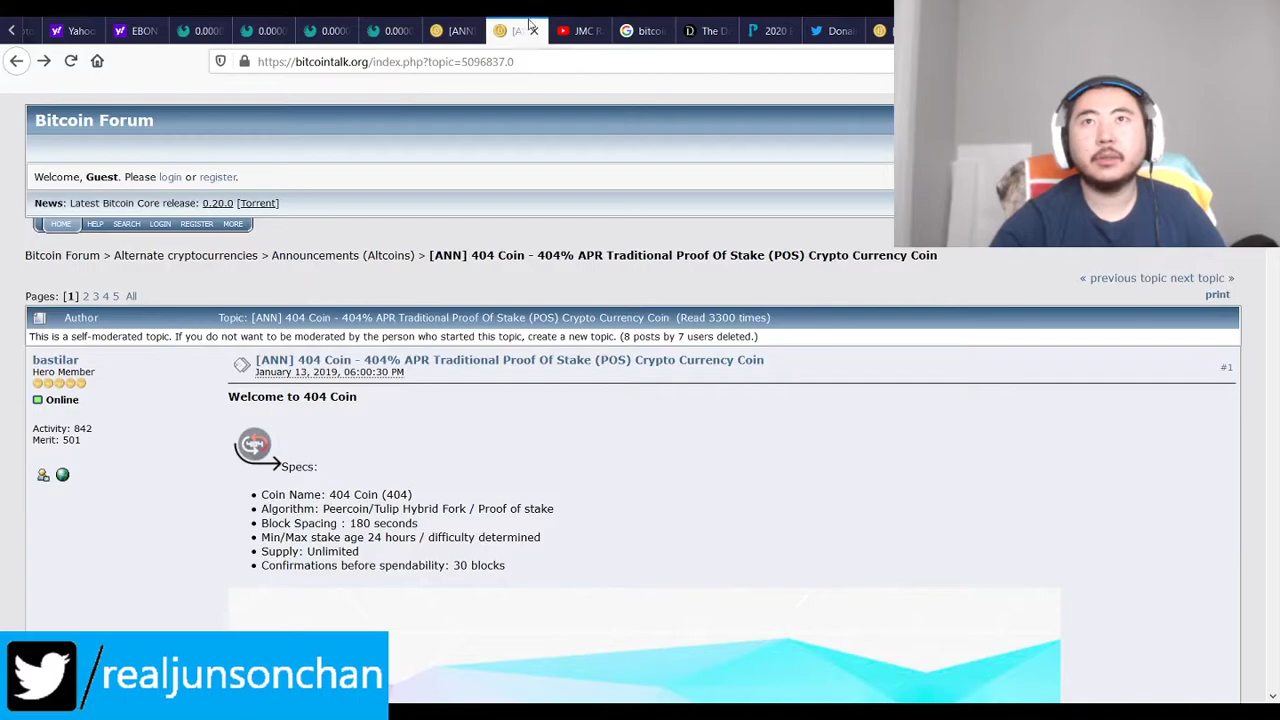 Yahoo
EBON
0.0000
0.0000
0.0000
0.0000
[ANN]
JMC R
bitcoi
The D
2020 E
Donal
https://bitcointalk.org/index.php?topic=5096837.0
Bitcoin Forum
Welcome, Guest. Please login or register.
News: Latest Bitcoin Core release: 0.20.0 [Torrent]
HOME HELP SEARCH LOGIN REGISTER MORE
Bitcoin Forum > Alternate cryptocurrencies > Announcements (Altcoins) > [ANN] 404 Coin - 404% APR Traditional Proof Of Stake (POS) Crypto Currency Coin
« previous topic next topic »
Pages: [1] 2 3 4 5 All
print
Author
Topic: [ANN] 404 Coin - 404% APR Traditional Proof Of Stake (POS) Crypto Currency Coin (Read 3300 times)
This is a self-moderated topic. If you do not want to be moderated by the person who started this topic, create a new topic. (8 posts by 7 users deleted.)
bastilar
Hero Member
Online
Activity: 842
Merit: 501
[ANN] 404 Coin - 404% APR Traditional Proof Of Stake (POS) Crypto Currency Coin
January 13, 2019, 06:00:30 PM
#1
Welcome to 404 Coin
404
Specs:
• Coin Name: 404 Coin (404)
• Algorithm: Peercoin/Tulip Hybrid Fork / Proof of stake
• Block Spacing : 180 seconds
• Min/Max stake age 24 hours / difficulty determined
• Supply: Unlimited
• Confirmations before spendability: 30 blocks
/realjunsonchan